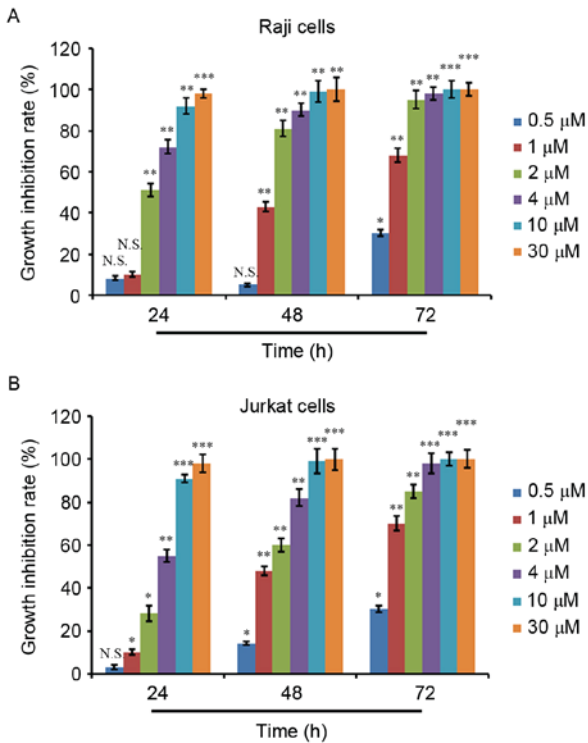 A
Raji cells
Growth inhibition rate (%)
120
100
80
60
40
20
0
N.S.
N.S.
**
**
**
***
N.S.
**
**
**
**
**
*
**
**
**
***
***
24
48
72
Time (h)
0.5 μM
1 μM
2 μM
4 μM
10 μM
30 μM
B
Jurkat cells
Growth inhibition rate (%)
120
100
80
60
40
20
0
N.S
*
*
**
***
***
*
**
**
**
***
***
*
**
**
***
***
***
24
48
72
Time (h)
0.5 μM
1 μM
2 μM
4 μM
10 μM
30 μM